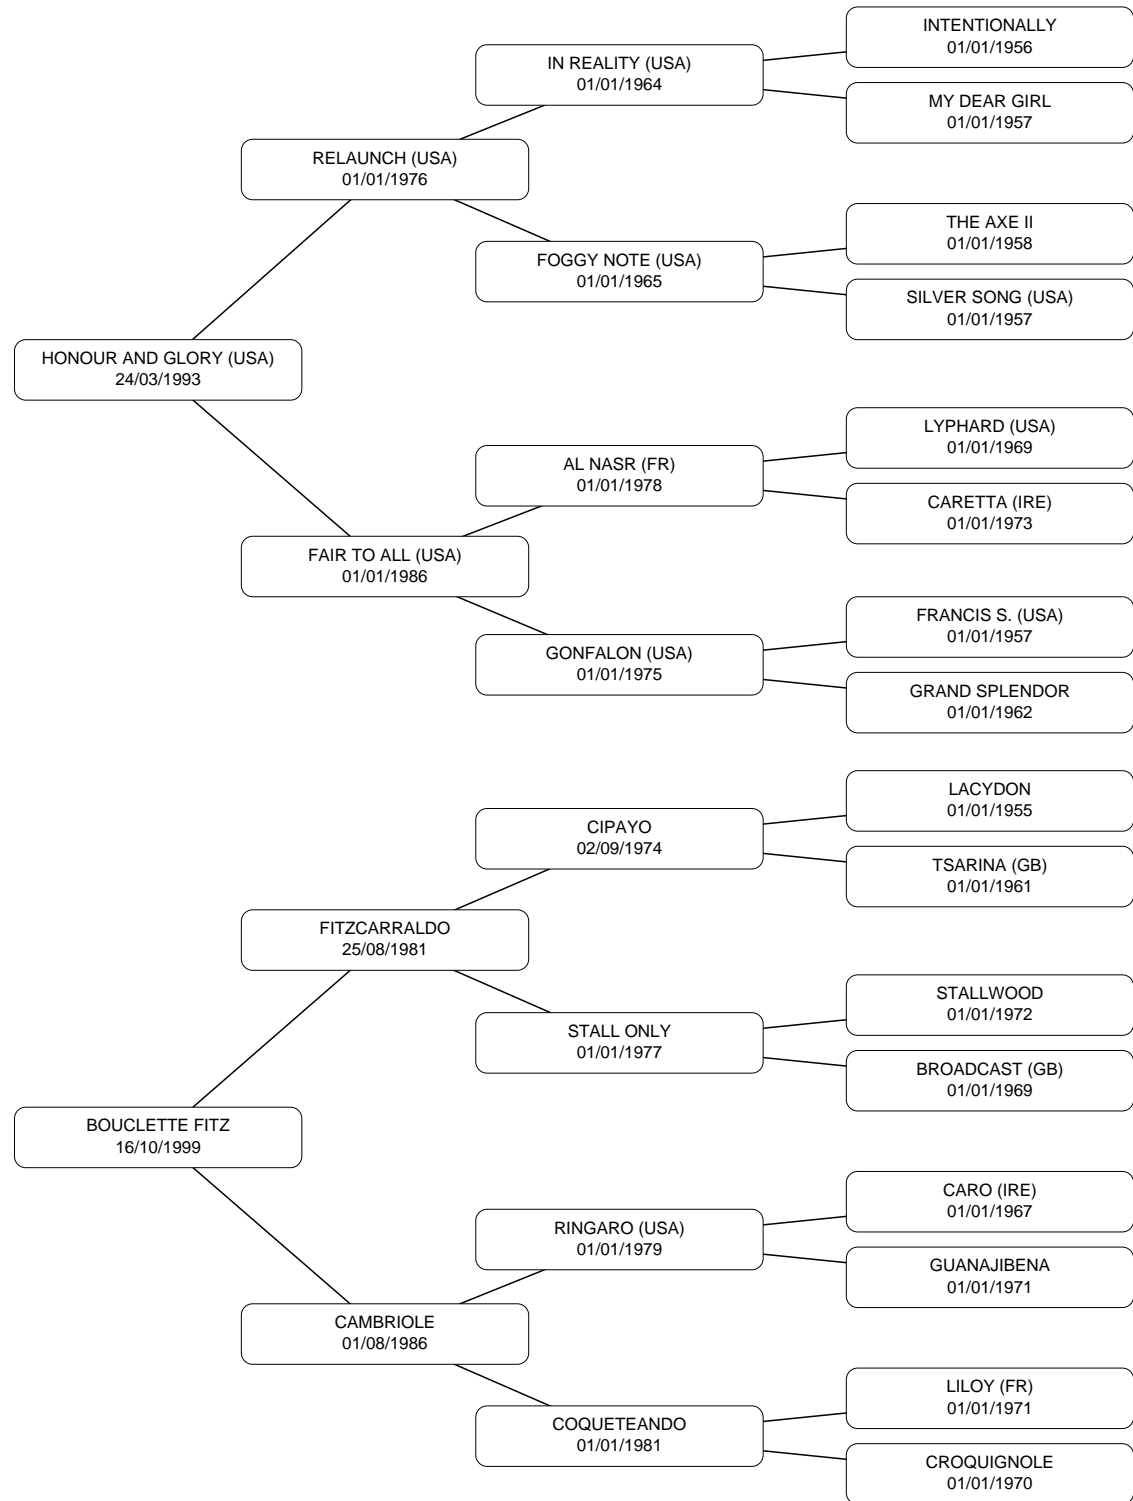 INTENTIONALLY
01/01/1956
IN REALITY (USA)
01/01/1964
MY DEAR GIRL
01/01/1957
RELAUNCH (USA)
01/01/1976
THE AXE II
01/01/1958
FOGGY NOTE (USA)
01/01/1965
SILVER SONG (USA)
01/01/1957
HONOUR AND GLORY (USA)
24/03/1993
LYPHARD (USA)
01/01/1969
AL NASR (FR)
01/01/1978
CARETTA (IRE)
01/01/1973
FAIR TO ALL (USA)
01/01/1986
FRANCIS S. (USA)
01/01/1957
GONFALON (USA)
01/01/1975
GRAND SPLENDOR
01/01/1962
LACYDON
01/01/1955
CIPAYO
02/09/1974
TSARINA (GB)
01/01/1961
FITZCARRALDO
25/08/1981
STALLWOOD
01/01/1972
STALL ONLY
01/01/1977
BROADCAST (GB)
01/01/1969
BOUCLETTE FITZ
16/10/1999
CARO (IRE)
01/01/1967
RINGARO (USA)
01/01/1979
GUANAJIBENA
01/01/1971
CAMBRIOLE
01/08/1986
LILOY (FR)
01/01/1971
COQUETEANDO
01/01/1981
CROQUIGNOLE
01/01/1970